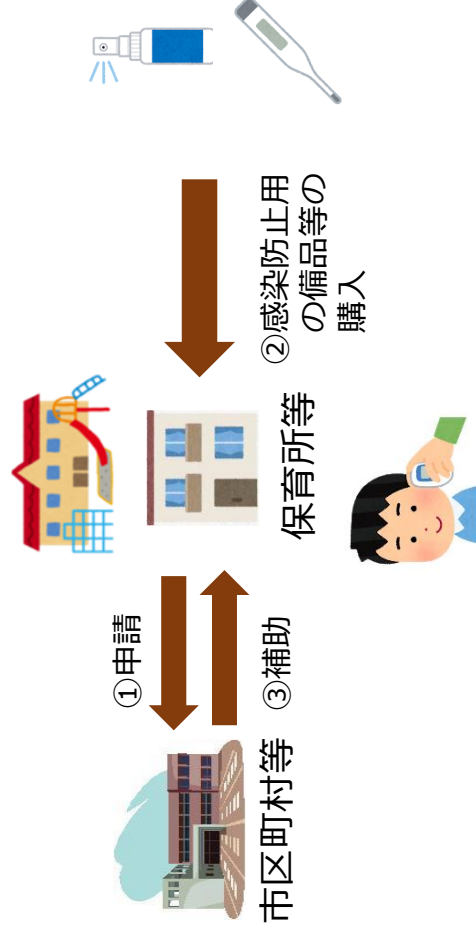 ①申請
③補助
市区町村等
保育所等
②感染防止用
の備品等の
購入